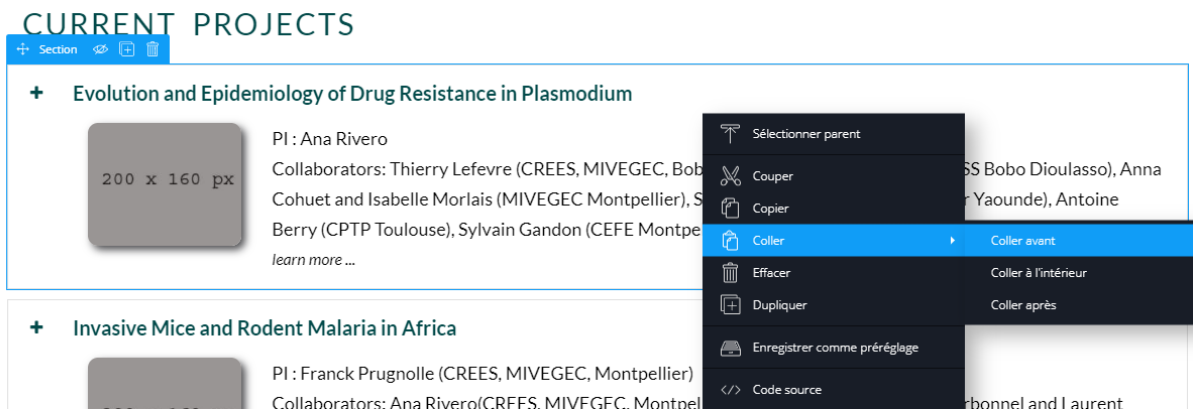 CURRENT PROJECTS
Section
Evolution and Epidemiology of Drug Resistance in Plasmodium
200 x 160 px
PI : Ana Rivero
Collaborators: Thierry Lefevre (CREES, MIVEGEC, Bob
SS Bobo Dioulasso), Anna
Cohuet and Isabelle Morlais (MIVEGEC Montpellier), S
r Yaounde), Antoine
Berry (CPTP Toulouse), Sylvain Gandon (CEFE Montpe
learn more ...
Sélectionner parent
Couper
Copier
Coller
Effacer
Dupliquer
Enregistrer comme préréglage
</> Code source
Coller avant
Coller à l'intérieur
Coller après
Invasive Mice and Rodent Malaria in Africa
PI : Franck Prugnolle (CREES, MIVEGEC, Montpellier)
Collaborators: Ana Rivero(CREES, MIVEGEC, Montpel
rbonnel and Laurent